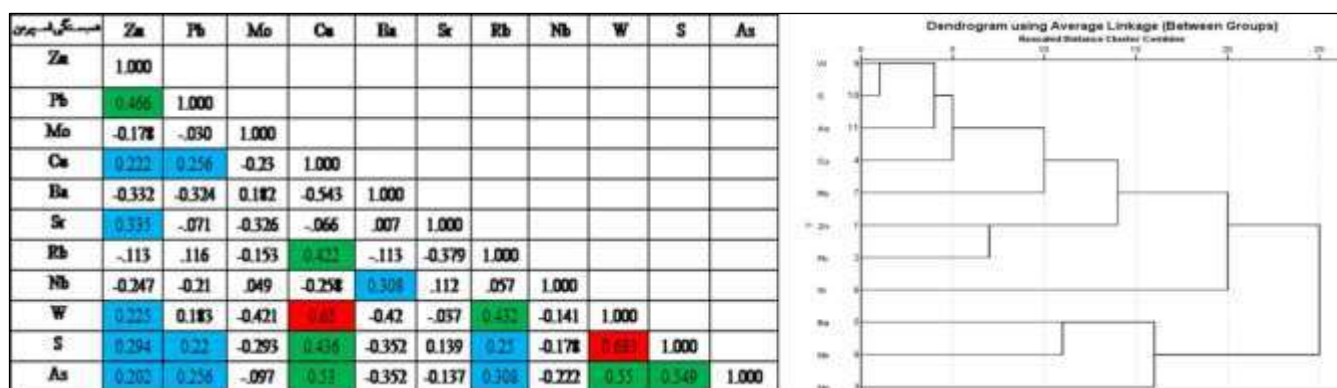 Zn Pb Mo Cu Ba Sr Rb Nb W S As
Zn 1.000
Pb 0.466 1.000
Mo -0.178 -.030 1.000
Cu 0.222 0.256 -0.23 1.000
Ba -0.332 -0.324 0.182 -0.543 1.000
Sr 0.335 -.071 -0.326 -.066 .007 1.000
Rb -.113 .116 -0.153 0.422 -.113 -0.379 1.000
Nb -0.247 -0.21 .049 -0.258 0.308 .112 .057 1.000
W 0.225 0.183 -0.421 -0.42 -.037 0.432 -0.141 1.000
S 0.294 0.22 -0.293 0.436 -0.352 0.139 0.25 -0.178 0.683 1.000
As 0.202 0.256 -.097 0.53 -0.352 -0.137 0.308 -0.222 0.55 0.549 1.000
Dendrogram using Average Linkage (Between Groups)
Rescaled Distance Cluster Combine
0 5 10 15 20 25
W 9
S 10
As 11
Cu 4
Rb 7
Zn 1
Pb 2
Sr 6
Ba 5
Nb 8